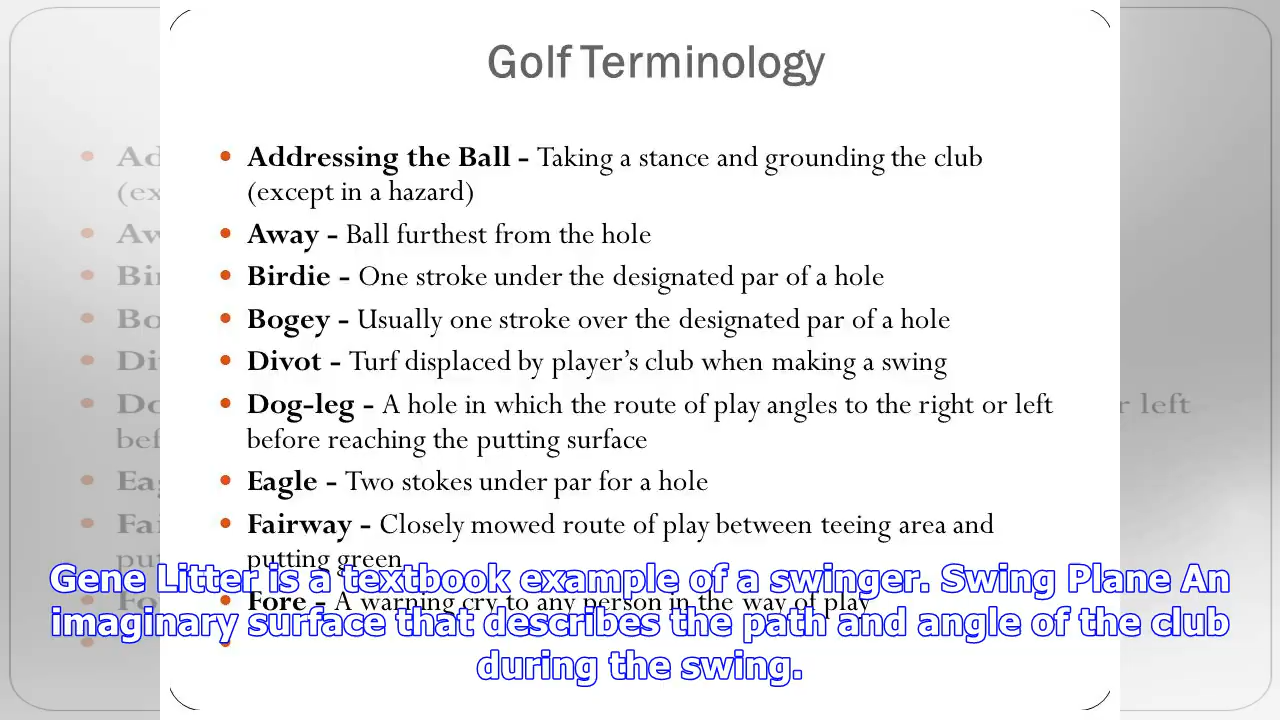 Golf Terminology
Addressing the Ball - Taking a stance and grounding the club
(except in a hazard)
Away - Ball furthest from the hole
Birdie - One stroke under the designated par of a hole
Bogey - Usually one stroke over the designated par of a hole
Divot - Turf displaced by player's club when making a swing
Dog-leg - A hole in which the route of play angles to the right or left
before reaching the putting surface
Eagle - Two stokes under par for a hole
Fairway - Closely mowed route of play between teeing area and
putting green
Fore - A warning cry to any person in the way of play
Gene Litter is a textbook example of a swinger. Swing Plane An
imaginary surface that describes the path and angle of the club
during the swing.